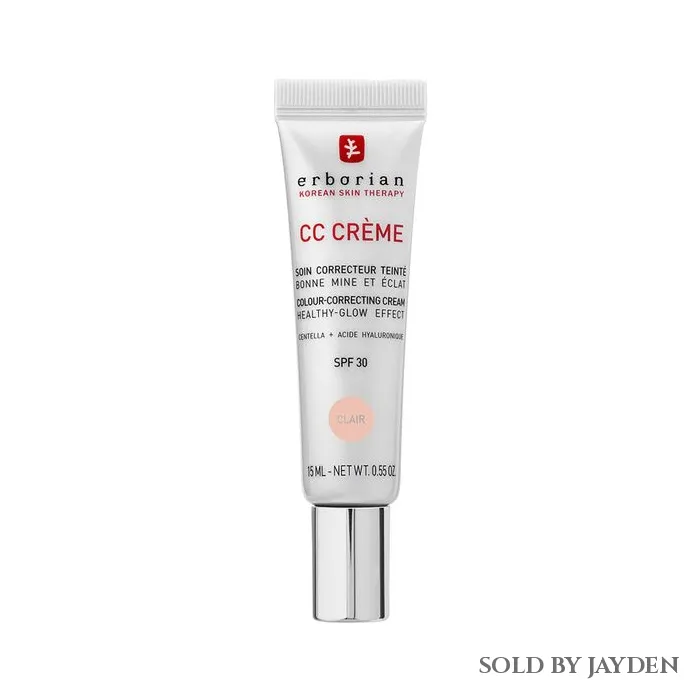 erborian
KOREAN SKIN THERAPY
CC CRÈME
SOIN CORRECTEUR TEINTÉ
BONNE MINE ET ÉCLAT
COLOUR-CORRECTING CREAM
HEALTHY-GLOW EFFECT
CENTELLA + ACIDE HYALURONIQUE
SPF 30
CLAIR
15 ML - NET WT. 0.55 OZ.
SOLD BY JAYDEN